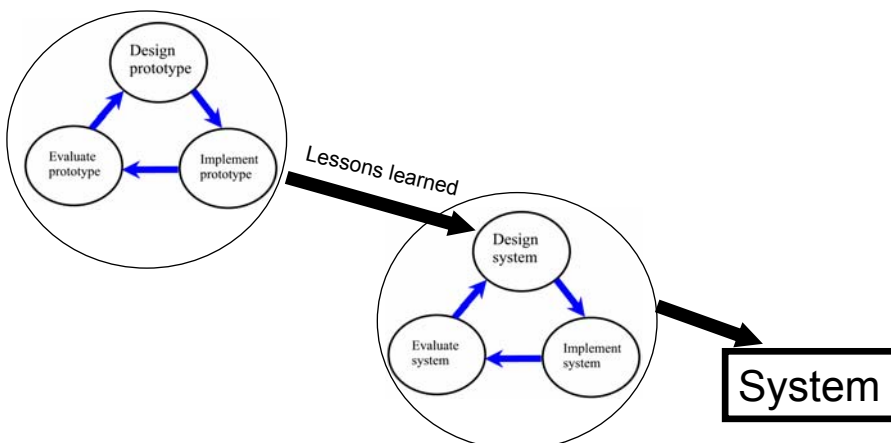 Design
prototype
Evaluate
prototype
Implement
prototype
Lessons learned
Design
system
Evaluate
system
Implement
system
System